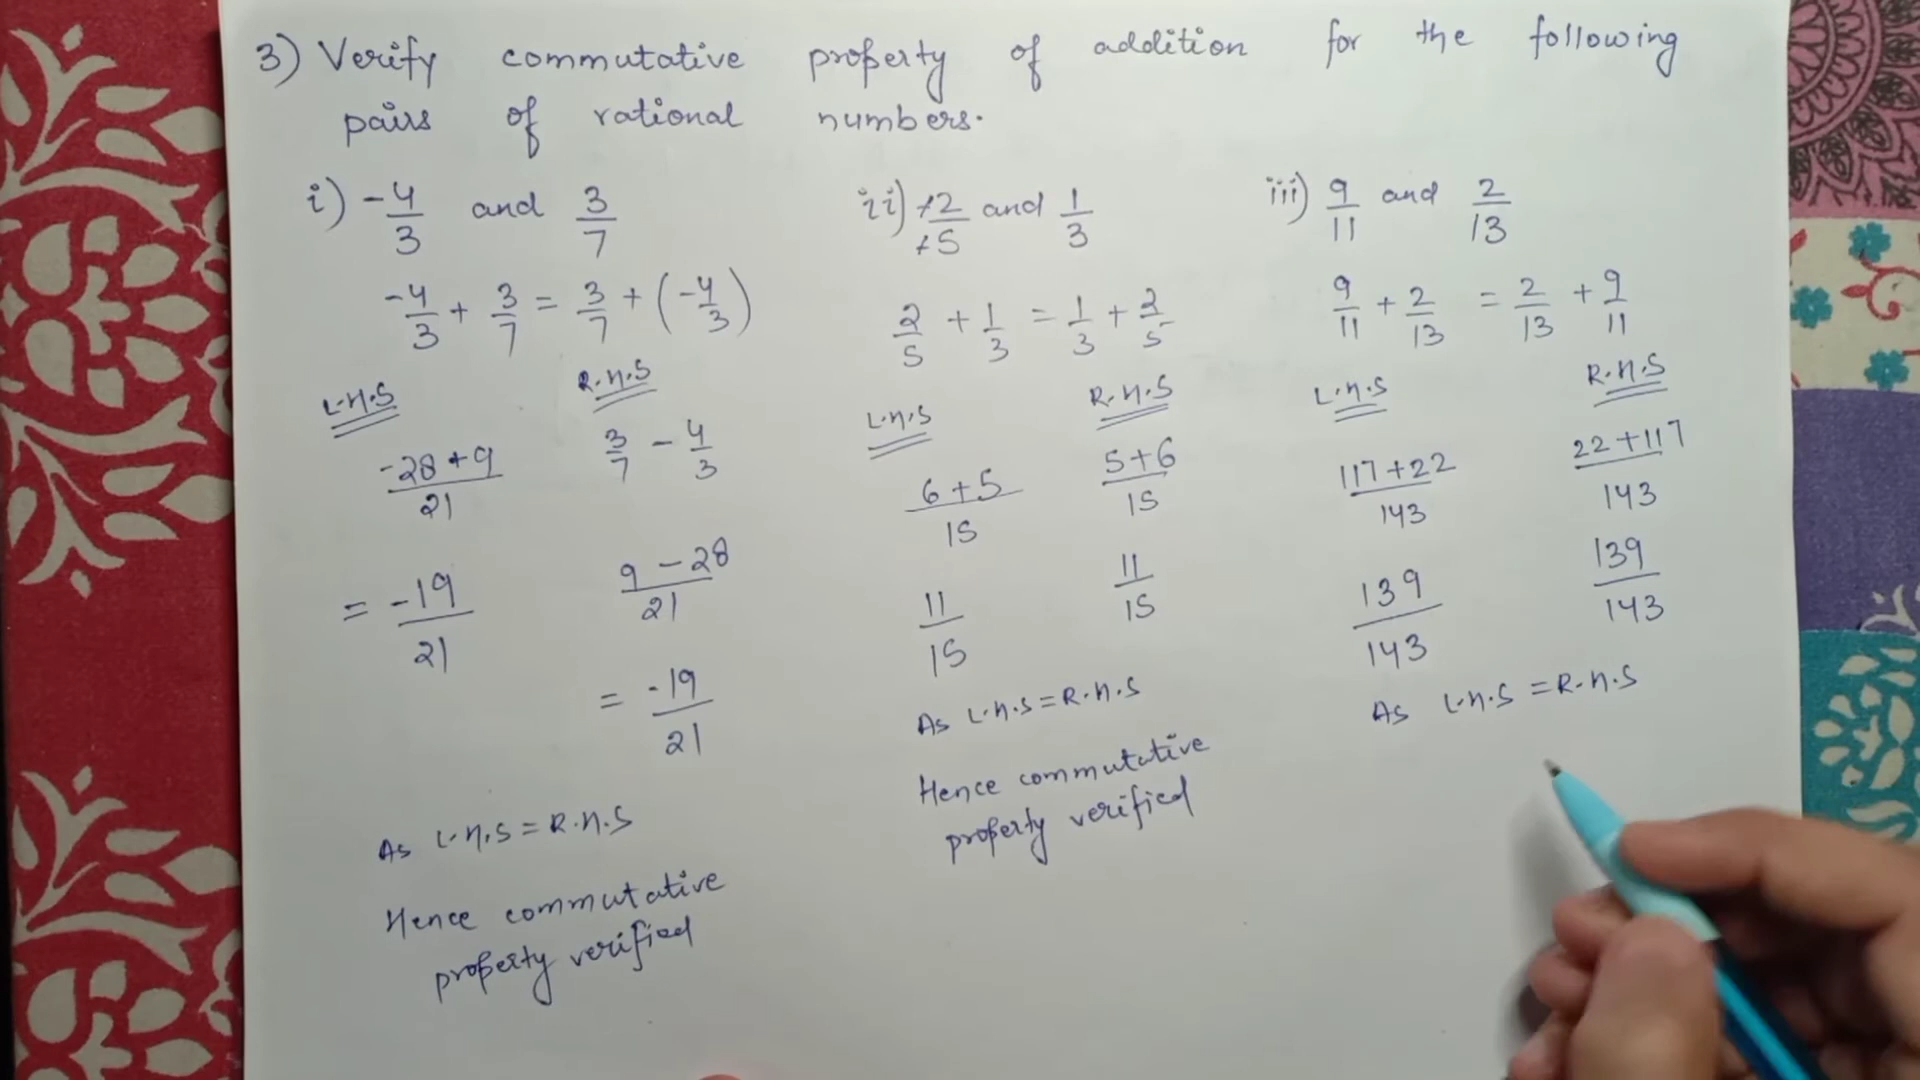 3) Verify commutative property of addition for the following
pairs of rational numbers.
i) -4/3 and 3/7
-4/3 + 3/7 = 3/7 + (-4/3)
L.H.S
R.H.S
-28+9/21
3/7 - 4/3
= -19/21
9-28/21
= -19/21
As L.H.S = R.H.S
Hence commutative
property verified
ii) -2/-5 and 1/3
2/5 + 1/3 = 1/3 + 2/5
L.H.S
R.H.S
6+5/15
5+6/15
11/15
11/15
As L.H.S = R.H.S
Hence commutative
property verified
iii) 9/11 and 2/13
9/11 + 2/13 = 2/13 + 9/11
L.H.S
R.H.S
117+22/143
22+117/143
139/143
139/143
As L.H.S = R.H.S